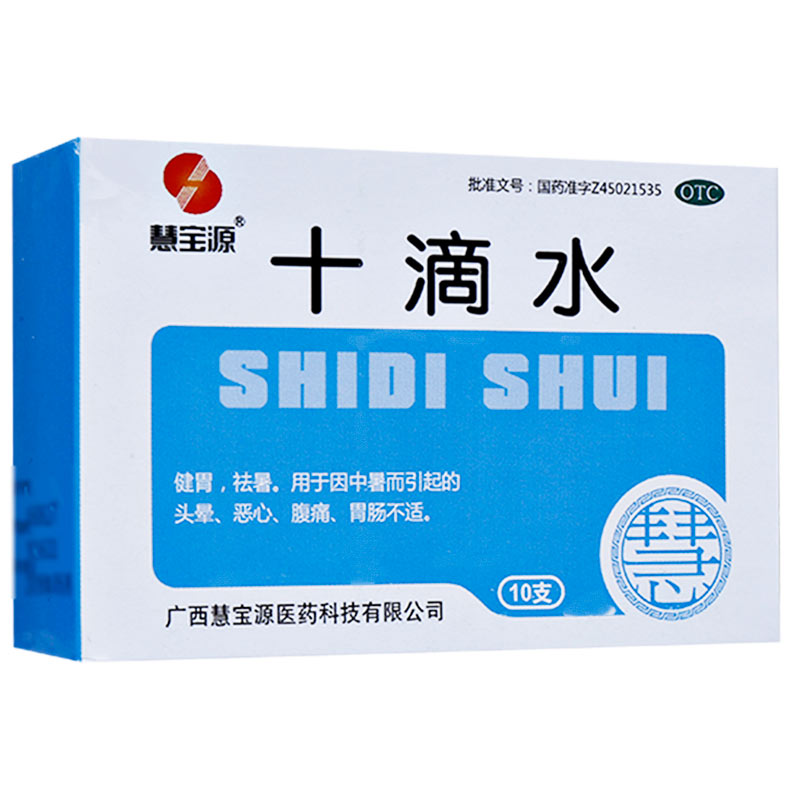 慧宝源®
批准文号：国药准字Z45021535
OTC
十滴水
SHIDI SHUI
健胃，祛暑。用于因中暑而引起的
头晕、恶心、腹痛、胃肠不适。
慧
10支
广西慧宝源医药科技有限公司